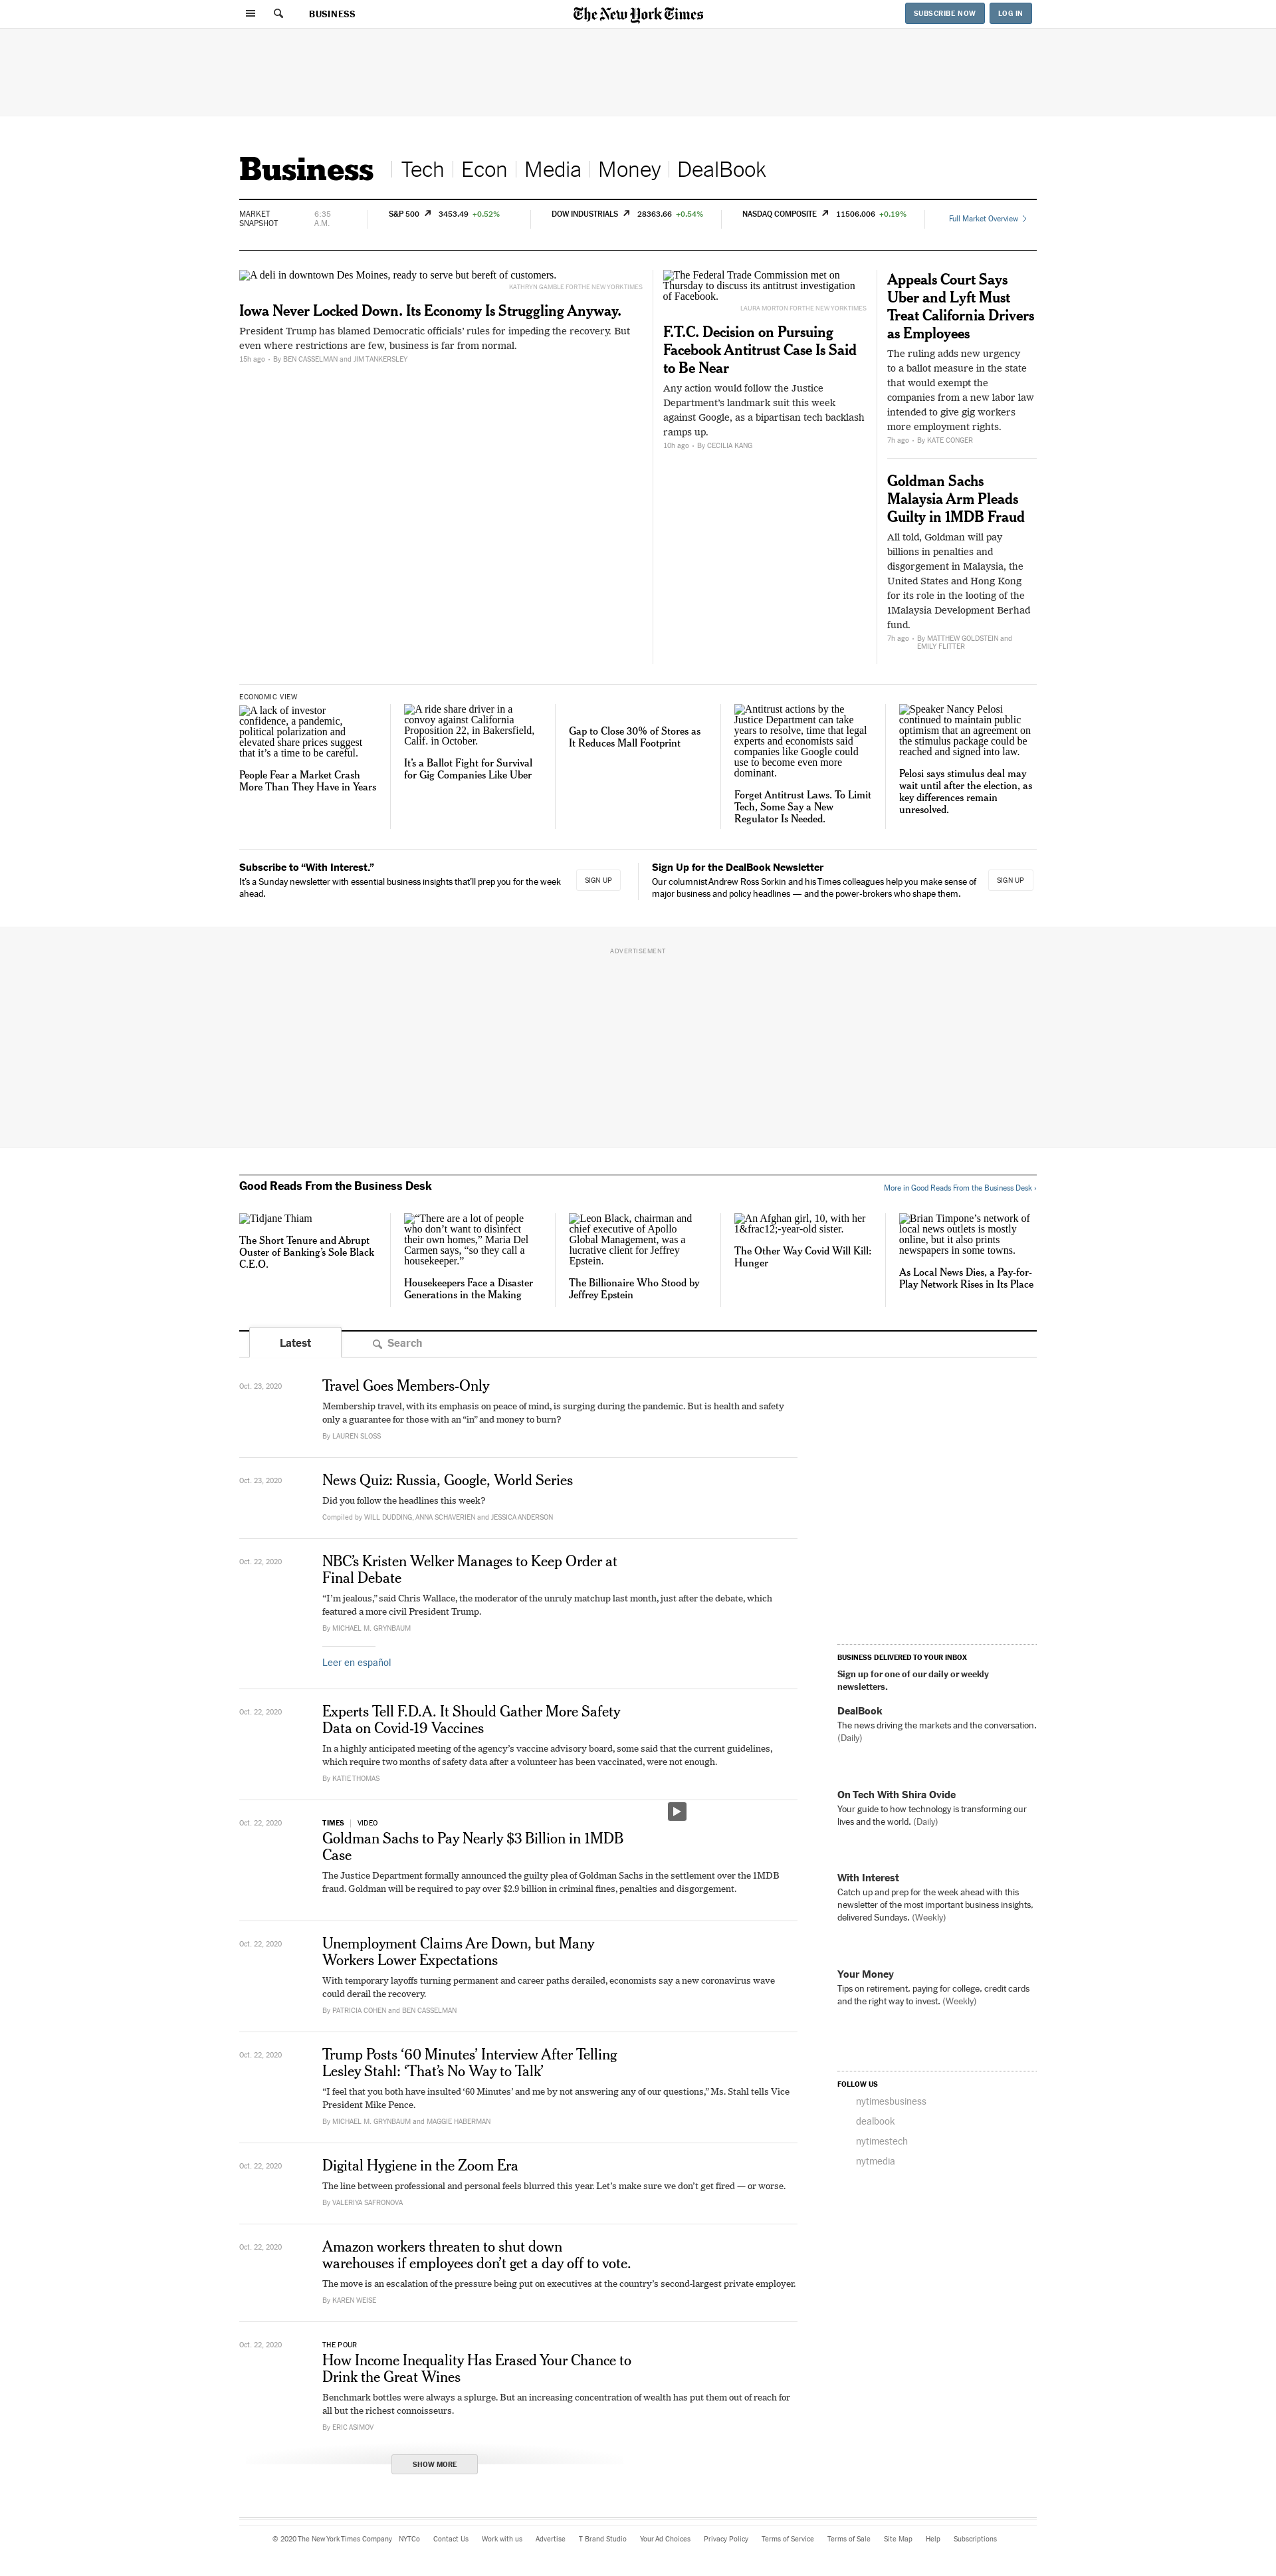 BUSINESS
The New York Times
SUBSCRIBE NOW
LOG IN
Business
Tech
Econ
Media
Money
DealBook
MARKET
SNAPSHOT
6:35
A.M.
S&P 500 3453.49 +0.52%
DOW INDUSTRIALS 28363.66 +0.54%
NASDAQ COMPOSITE 11506.006 +0.19%
Full Market Overview
A deli in downtown Des Moines, ready to serve but bereft of customers.
KATHRYN GAMBLE FOR THE NEW YORK TIMES
Iowa Never Locked Down. Its Economy Is Struggling Anyway.
President Trump has blamed Democratic officials' rules for impeding the recovery. But
even where restrictions are few, business is far from normal.
15h ago • By BEN CASSELMAN and JIM TANKERSLEY
The Federal Trade Commission met on
Thursday to discuss its antitrust investigation
of Facebook.
LAURA MORTON FOR THE NEW YORK TIMES
F.T.C. Decision on Pursuing
Facebook Antitrust Case Is Said
to Be Near
Any action would follow the Justice
Department's landmark suit this week
against Google, as a bipartisan tech backlash
ramps up.
10h ago • By CECILIA KANG
Appeals Court Says
Uber and Lyft Must
Treat California Drivers
as Employees
The ruling adds new urgency
to a ballot measure in the state
that would exempt the
companies from a new labor law
intended to give gig workers
more employment rights.
7h ago • By KATE CONGER
Goldman Sachs
Malaysia Arm Pleads
Guilty in 1MDB Fraud
All told, Goldman will pay
billions in penalties and
disgorgement in Malaysia, the
United States and Hong Kong
for its role in the looting of the
1Malaysia Development Berhad
fund.
7h ago • By MATTHEW GOLDSTEIN and
EMILY FLITTER
ECONOMIC VIEW
A lack of investor
confidence, a pandemic,
political polarization and
elevated share prices suggest
that it's a time to be careful.
People Fear a Market Crash
More Than They Have in Years
A ride share driver in a
convoy against California
Proposition 22, in Bakersfield,
Calif. in October.
It's a Ballot Fight for Survival
for Gig Companies Like Uber
Gap to Close 30% of Stores as
It Reduces Mall Footprint
Antitrust actions by the
Justice Department can take
years to resolve, time that legal
experts and economists said
companies like Google could
use to become even more
dominant.
Forget Antitrust Laws. To Limit
Tech, Some Say a New
Regulator Is Needed.
Speaker Nancy Pelosi
continued to maintain public
optimism that an agreement on
the stimulus package could be
reached and signed into law.
Pelosi says stimulus deal may
wait until after the election, as
key differences remain
unresolved.
Subscribe to “With Interest.”
It's a Sunday newsletter with essential business insights that'll prep you for the week
ahead.
SIGN UP
Sign Up for the DealBook Newsletter
Our columnist Andrew Ross Sorkin and his Times colleagues help you make sense of
major business and policy headlines — and the power-brokers who shape them.
SIGN UP
ADVERTISEMENT
Good Reads From the Business Desk
More in Good Reads From the Business Desk ›
Tidjane Thiam
The Short Tenure and Abrupt
Ouster of Banking's Sole Black
C.E.O.
“There are a lot of people
who don't want to disinfect
their own homes,” Maria Del
Carmen says, “so they call a
housekeeper.”
Housekeepers Face a Disaster
Generations in the Making
Leon Black, chairman and
chief executive of Apollo
Global Management, was a
lucrative client for Jeffrey
Epstein.
The Billionaire Who Stood by
Jeffrey Epstein
An Afghan girl, 10, with her
1&frac12;-year-old sister.
The Other Way Covid Will Kill:
Hunger
Brian Timpone's network of
local news outlets is mostly
online, but it also prints
newspapers in some towns.
As Local News Dies, a Pay-for-
Play Network Rises in Its Place
Latest
Search
Oct. 23, 2020
Travel Goes Members-Only
Membership travel, with its emphasis on peace of mind, is surging during the pandemic. But is health and safety
only a guarantee for those with an “in” and money to burn?
By LAUREN SLOSS
Oct. 23, 2020
News Quiz: Russia, Google, World Series
Did you follow the headlines this week?
Compiled by WILL DUDDING, ANNA SCHAVERIEN and JESSICA ANDERSON
Oct. 22, 2020
NBC's Kristen Welker Manages to Keep Order at
Final Debate
“I'm jealous,” said Chris Wallace, the moderator of the unruly matchup last month, just after the debate, which
featured a more civil President Trump.
By MICHAEL M. GRYNBAUM
Leer en español
Oct. 22, 2020
Experts Tell F.D.A. It Should Gather More Safety
Data on Covid-19 Vaccines
In a highly anticipated meeting of the agency's vaccine advisory board, some said that the current guidelines,
which require two months of safety data after a volunteer has been vaccinated, were not enough.
By KATIE THOMAS
Oct. 22, 2020
TIMES | VIDEO
Goldman Sachs to Pay Nearly $3 Billion in 1MDB
Case
The Justice Department formally announced the guilty plea of Goldman Sachs in the settlement over the 1MDB
fraud. Goldman will be required to pay over $2.9 billion in criminal fines, penalties and disgorgement.
Oct. 22, 2020
Unemployment Claims Are Down, but Many
Workers Lower Expectations
With temporary layoffs turning permanent and career paths derailed, economists say a new coronavirus wave
could derail the recovery.
By PATRICIA COHEN and BEN CASSELMAN
Oct. 22, 2020
Trump Posts ‘60 Minutes’ Interview After Telling
Lesley Stahl: ‘That's No Way to Talk’
“I feel that you both have insulted ‘60 Minutes’ and me by not answering any of our questions,” Ms. Stahl tells Vice
President Mike Pence.
By MICHAEL M. GRYNBAUM and MAGGIE HABERMAN
Oct. 22, 2020
Digital Hygiene in the Zoom Era
The line between professional and personal feels blurred this year. Let's make sure we don't get fired — or worse.
By VALERIYA SAFRONOVA
Oct. 22, 2020
Amazon workers threaten to shut down
warehouses if employees don't get a day off to vote.
The move is an escalation of the pressure being put on executives at the country's second-largest private employer.
By KAREN WEISE
Oct. 22, 2020
THE POUR
How Income Inequality Has Erased Your Chance to
Drink the Great Wines
Benchmark bottles were always a splurge. But an increasing concentration of wealth has put them out of reach for
all but the richest connoisseurs.
By ERIC ASIMOV
SHOW MORE
BUSINESS DELIVERED TO YOUR INBOX
Sign up for one of our daily or weekly
newsletters.
DealBook
The news driving the markets and the conversation.
(Daily)
On Tech With Shira Ovide
Your guide to how technology is transforming our
lives and the world. (Daily)
With Interest
Catch up and prep for the week ahead with this
newsletter of the most important business insights,
delivered Sundays. (Weekly)
Your Money
Tips on retirement, paying for college, credit cards
and the right way to invest. (Weekly)
FOLLOW US
nytimesbusiness
dealbook
nytimestech
nytmedia
© 2020 The New York Times Company NYTCo Contact Us Work with us Advertise T Brand Studio Your Ad Choices Privacy Policy Terms of Service Terms of Sale Site Map Help Subscriptions